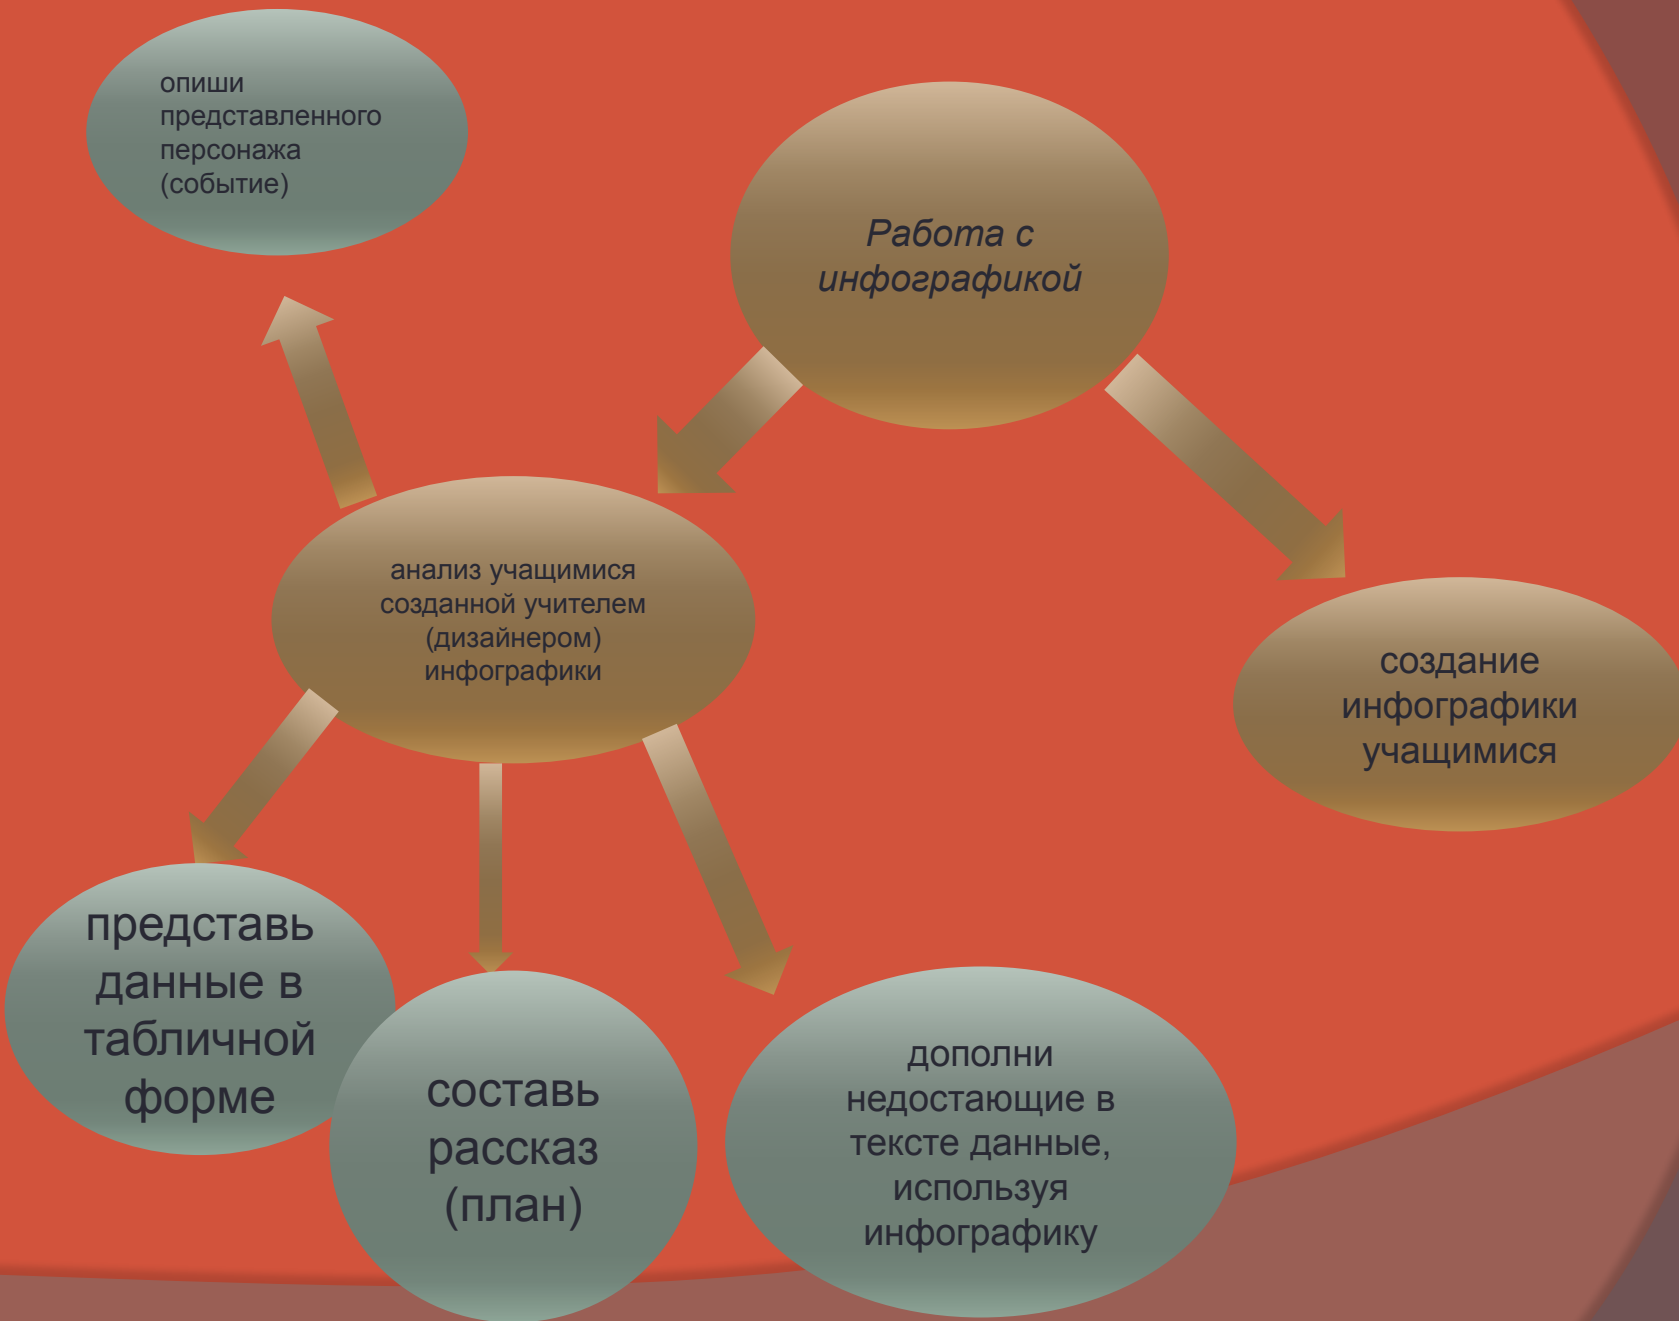 опиши
представленного
персонажа
(событие)
Работа с
инфографикой
анализ учащимися
созданной учителем
(дизайнером)
инфографики
создание
инфографики
учащимися
представь
данные в
табличной
форме
составь
рассказ
(план)
дополни
недостающие в
тексте данные,
используя
инфографику